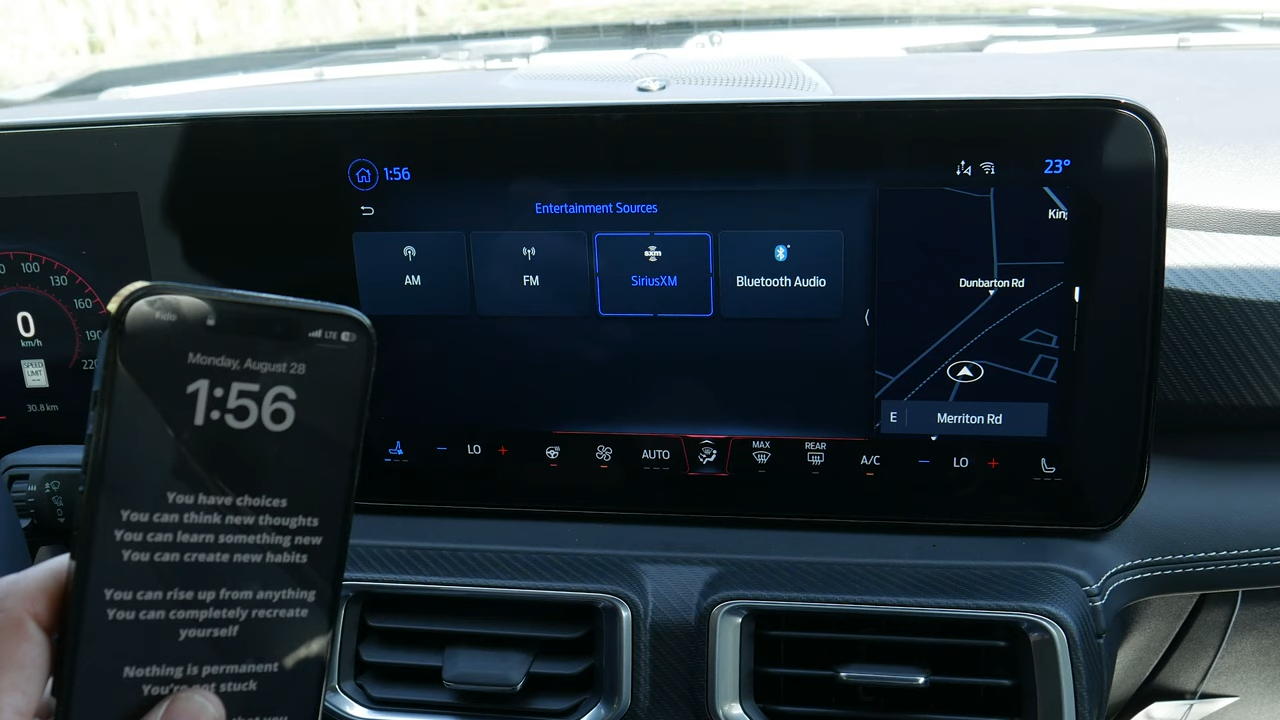 1:56
23°
Entertainment Sources
AM
FM
sxm
SiriusXM
Bluetooth Audio
Dunbarton Rd
E
Merriton Rd
LO
AUTO
MAX
REAR
A/C
LO
100
130
160
0
km/h
SPEED
LIMIT
30.8 km
Fido
LTE
Monday, August 28
1:56
You have choices
You can think new thoughts
You can learn something new
You can create new habits
You can rise up from anything
You can completely recreate
yourself
Nothing is permanent
You're not stuck